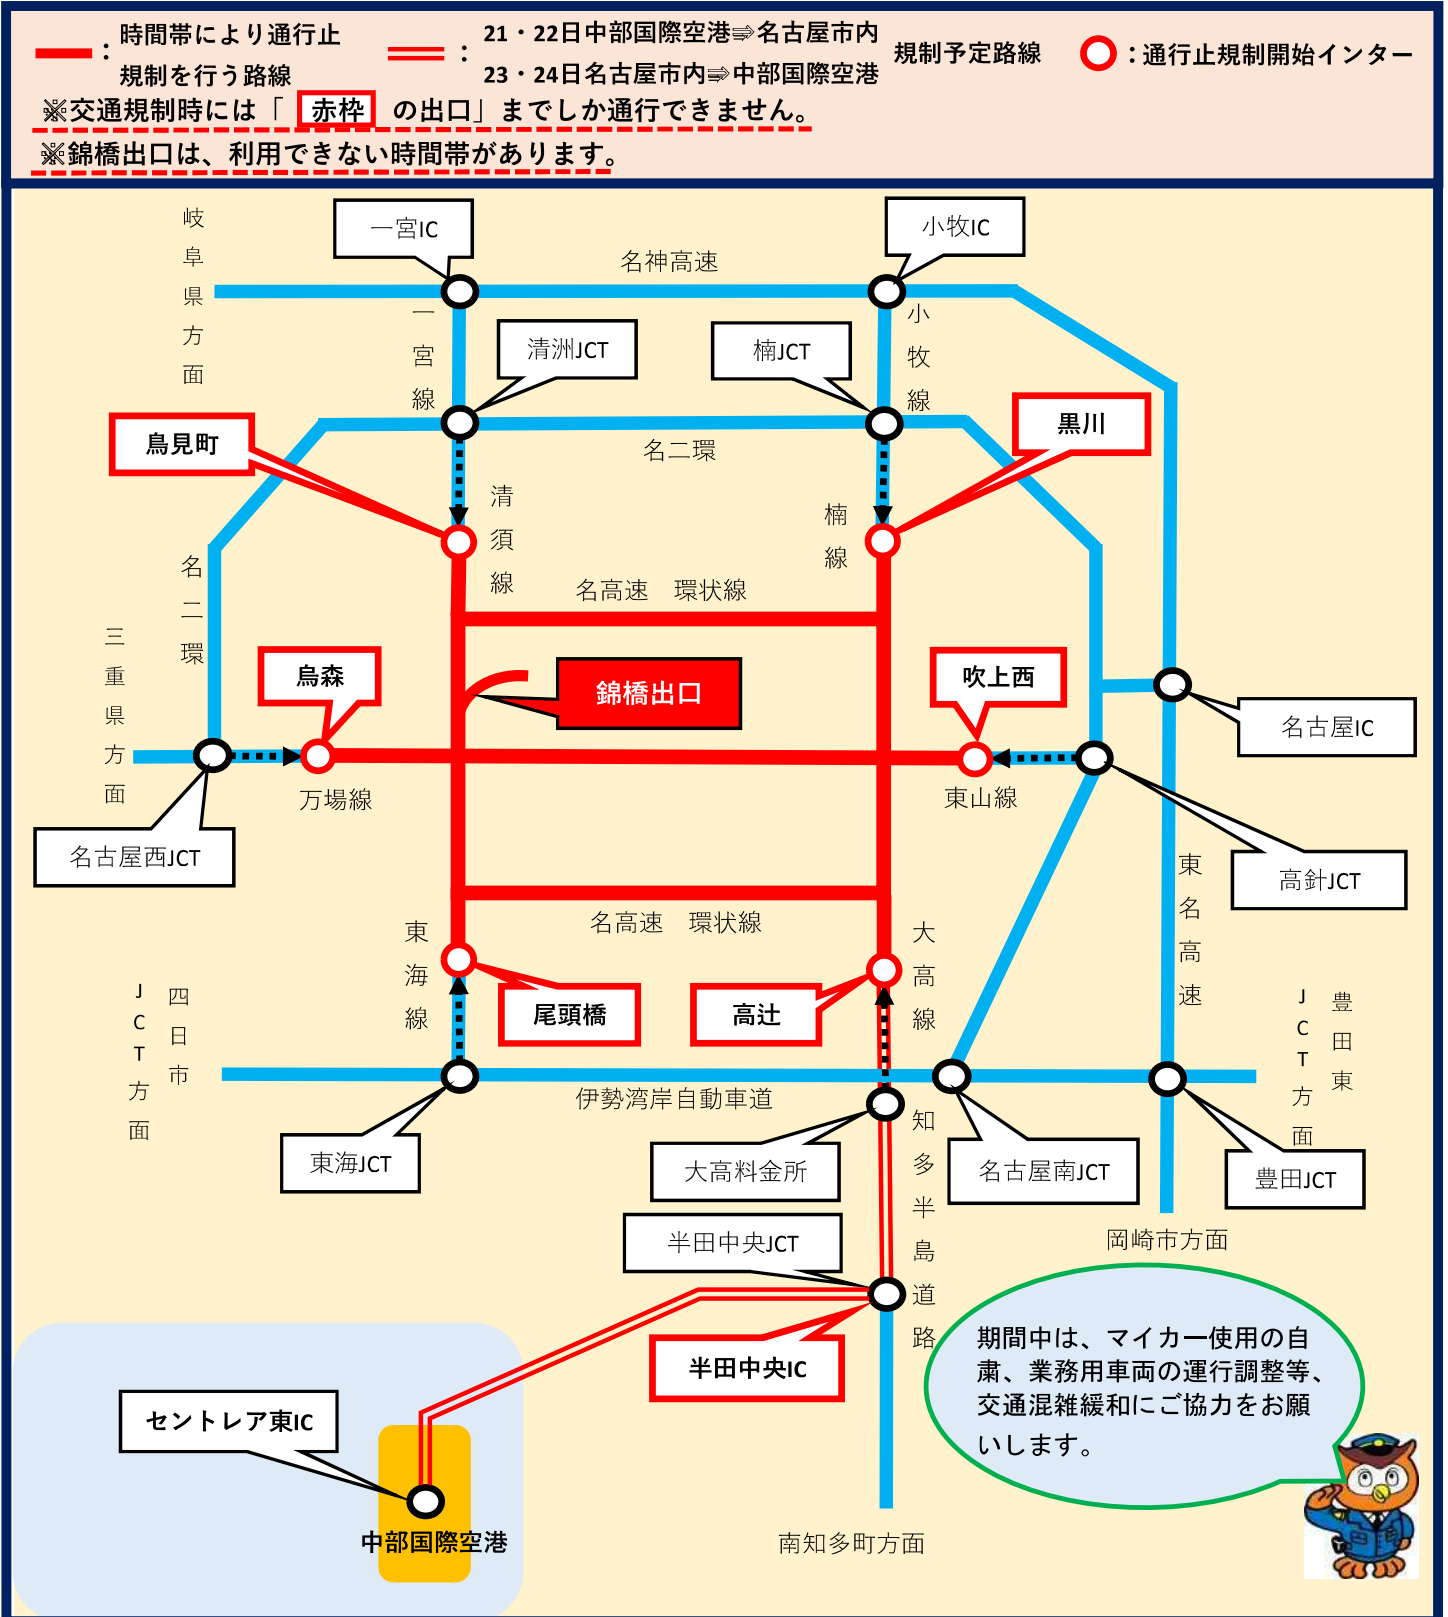 ：時間帯により通行止
規制を行う路線
：21・22日中部国際空港⇒名古屋市内
23・24日名古屋市内⇒中部国際空港
規制予定路線
：通行止規制開始インター
※交通規制時には「 赤枠 の出口」までしか通行できません。
※錦橋出口は、利用できない時間帯があります。
岐阜県方面
一宮IC
名神高速
小牧IC
一宮線
清洲JCT
楠JCT
小牧線
鳥見町
黒川
名二環
清須線
楠線
名二環
名高速　環状線
三重県方面
烏森
錦橋出口
吹上西
名古屋IC
万場線
東山線
名古屋西JCT
高針JCT
東名高速
名高速　環状線
東海線
大高線
四日市
JCT方面
尾頭橋
高辻
豊田東
JCT方面
伊勢湾岸自動車道
知多半島道路
東海JCT
大高料金所
名古屋南JCT
豊田JCT
半田中央JCT
岡崎市方面
半田中央IC
期間中は、マイカー使用の自
粛、業務用車両の運行調整等、
交通混雑緩和にご協力をお願
いします。
セントレア東IC
中部国際空港
南知多町方面